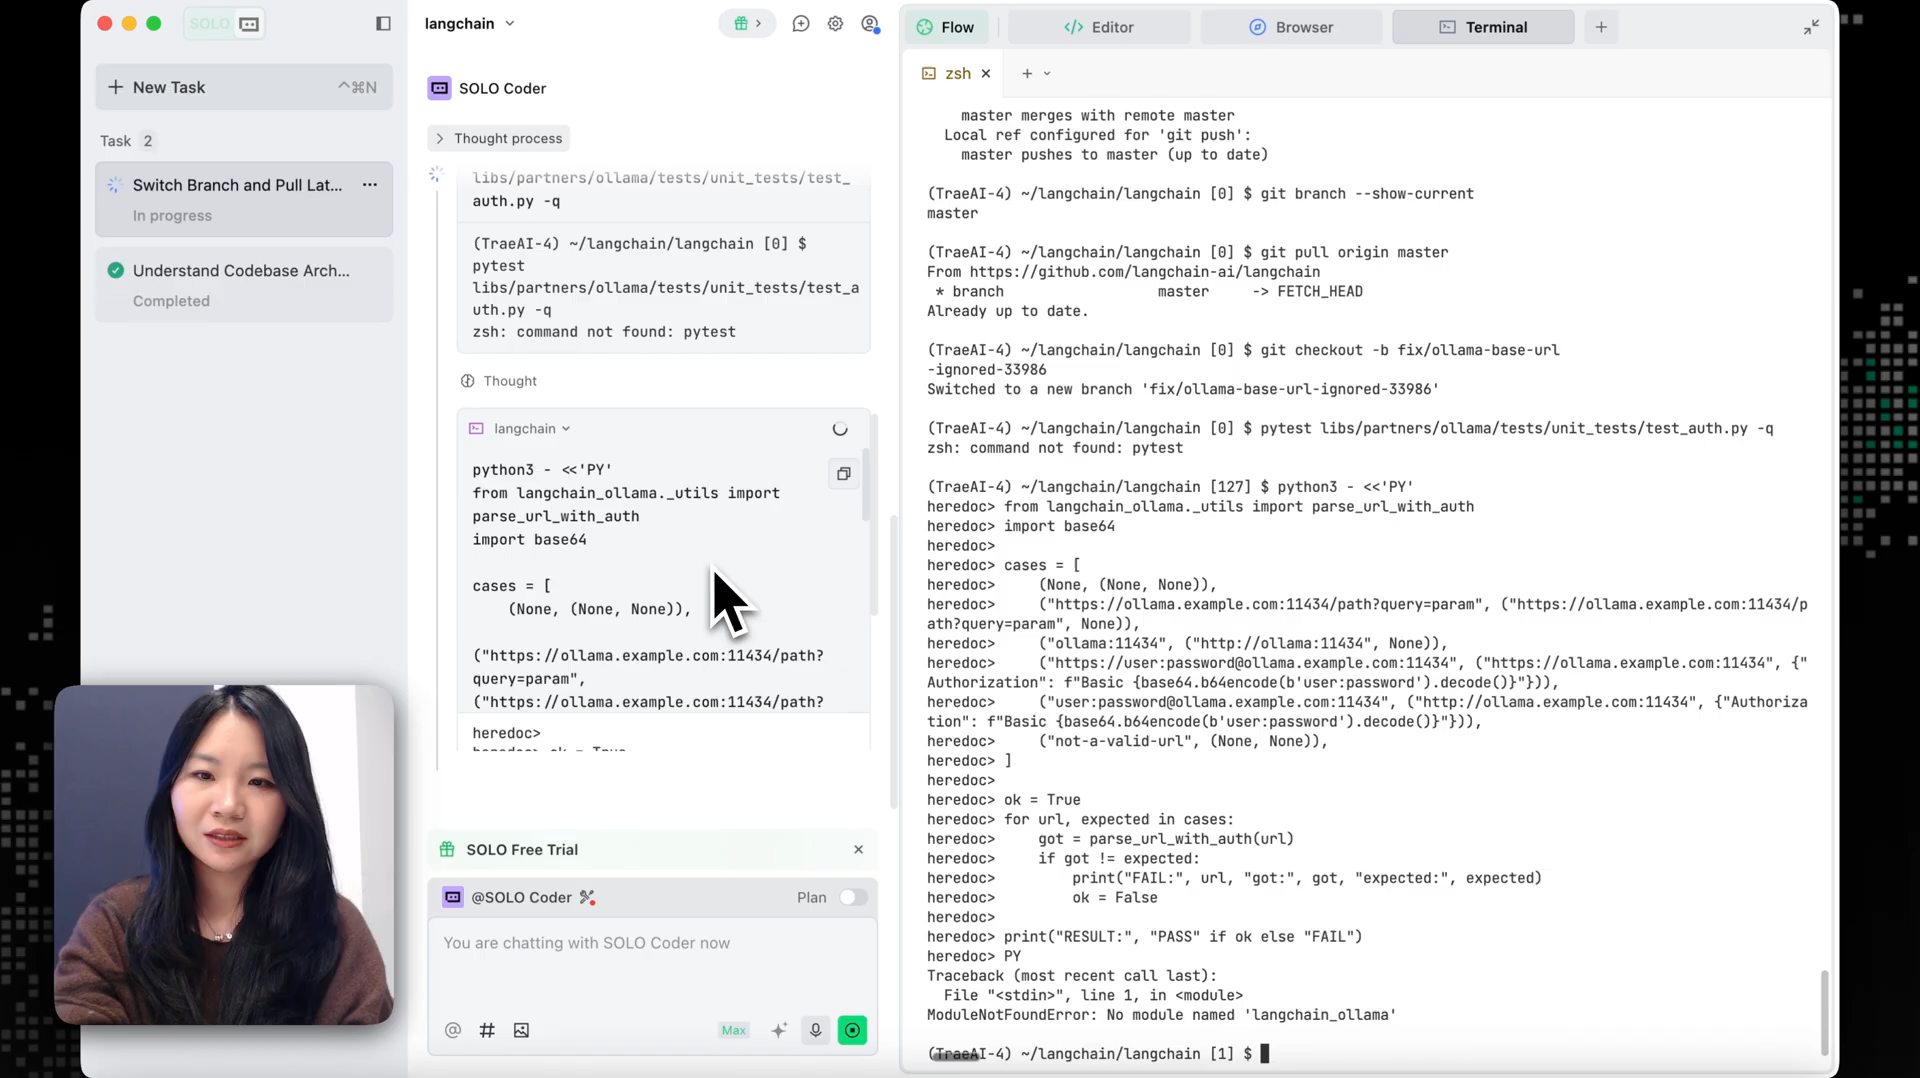 SOLO
New Task
^⌘N
Task 2
Switch Branch and Pull Lat...
In progress
Understand Codebase Arch...
Completed
langchain
SOLO Coder
Thought process
libs/partners/ollama/tests/unit_tests/test_
auth.py -q
(TraeAI-4) ~/langchain/langchain [0] $
pytest
libs/partners/ollama/tests/unit_tests/test_a
uth.py -q
zsh: command not found: pytest
Thought
langchain
python3 - <<'PY'
from langchain_ollama._utils import
parse_url_with_auth
import base64
cases = [
(None, (None, None)),
("https://ollama.example.com:11434/path?
query=param",
("https://ollama.example.com:11434/path?
heredoc>
heredoc> ok = True
SOLO Free Trial
@SOLO Coder
Plan
You are chatting with SOLO Coder now
Max
Flow
Editor
Browser
Terminal
zsh
master merges with remote master
Local ref configured for 'git push':
master pushes to master (up to date)
(TraeAI-4) ~/langchain/langchain [0] $ git branch --show-current
master
(TraeAI-4) ~/langchain/langchain [0] $ git pull origin master
From https://github.com/langchain-ai/langchain
* branch master -> FETCH_HEAD
Already up to date.
(TraeAI-4) ~/langchain/langchain [0] $ git checkout -b fix/ollama-base-url
-ignored-33986
Switched to a new branch 'fix/ollama-base-url-ignored-33986'
(TraeAI-4) ~/langchain/langchain [0] $ pytest libs/partners/ollama/tests/unit_tests/test_auth.py -q
zsh: command not found: pytest
(TraeAI-4) ~/langchain/langchain [127] $ python3 - <<'PY'
heredoc> from langchain_ollama._utils import parse_url_with_auth
heredoc> import base64
heredoc>
heredoc> cases = [
heredoc> (None, (None, None)),
heredoc> ("https://ollama.example.com:11434/path?query=param", ("https://ollama.example.com:11434/p
ath?query=param", None)),
heredoc> ("ollama:11434", ("http://ollama:11434", None)),
heredoc> ("https://user:password@ollama.example.com:11434", ("https://ollama.example.com:11434", {"
Authorization": f"Basic {base64.b64encode(b'user:password').decode()}"})),
heredoc> ("user:password@ollama.example.com:11434", ("http://ollama.example.com:11434", {"Authoriza
tion": f"Basic {base64.b64encode(b'user:password').decode()}"})),
heredoc> ("not-a-valid-url", (None, None)),
heredoc> ]
heredoc>
heredoc> ok = True
heredoc> for url, expected in cases:
heredoc> got = parse_url_with_auth(url)
heredoc> if got != expected:
heredoc> print("FAIL:", url, "got:", got, "expected:", expected)
heredoc> ok = False
heredoc>
heredoc> print("RESULT:", "PASS" if ok else "FAIL")
heredoc> PY
Traceback (most recent call last):
File "<stdin>", line 1, in <module>
ModuleNotFoundError: No module named 'langchain_ollama'
(TraeAI-4) ~/langchain/langchain [1] $